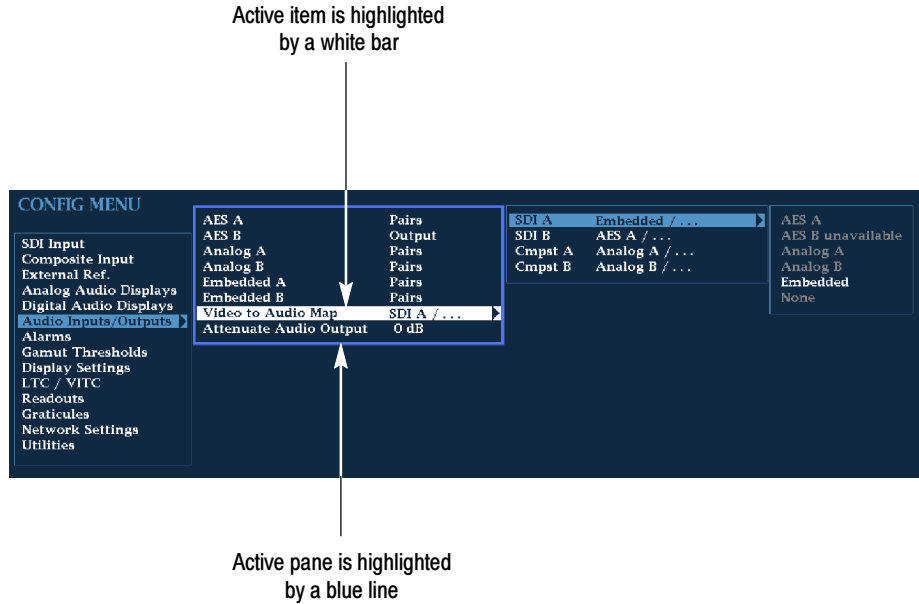 Active item is highlighted
by a white bar
CONFIG MENU
SDI Input
Composite Input
External Ref.
Analog Audio Displays
Digital Audio Displays
Audio Inputs/Outputs
Alarms
Gamut Thresholds
Display Settings
LTC / VITC
Readouts
Graticules
Network Settings
Utilities
AES A Pairs
AES B Output
Analog A Pairs
Analog B Pairs
Embedded A Pairs
Embedded B Pairs
Video to Audio Map SDI A / . . .
Attenuate Audio Output 0 dB
SDI A Embedded / . . .
SDI B AES A / . . .
Cmpst A Analog A / . . .
Cmpst B Analog B / . . .
AES A
AES B unavailable
Analog A
Analog B
Embedded
None
Active pane is highlighted
by a blue line